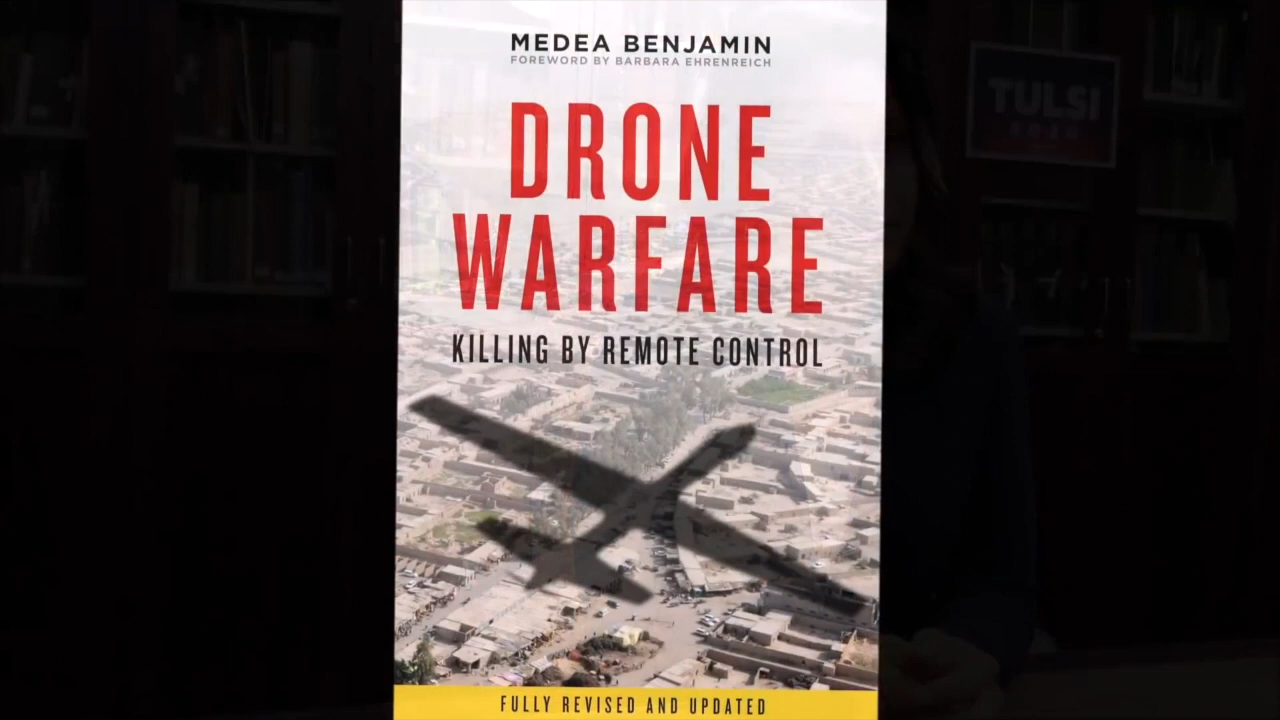 MEDEA BENJAMIN
FOREWORD BY BARBARA EHRENREICH
DRONE
WARFARE
KILLING BY REMOTE CONTROL
FULLY REVISED AND UPDATED
TULSI